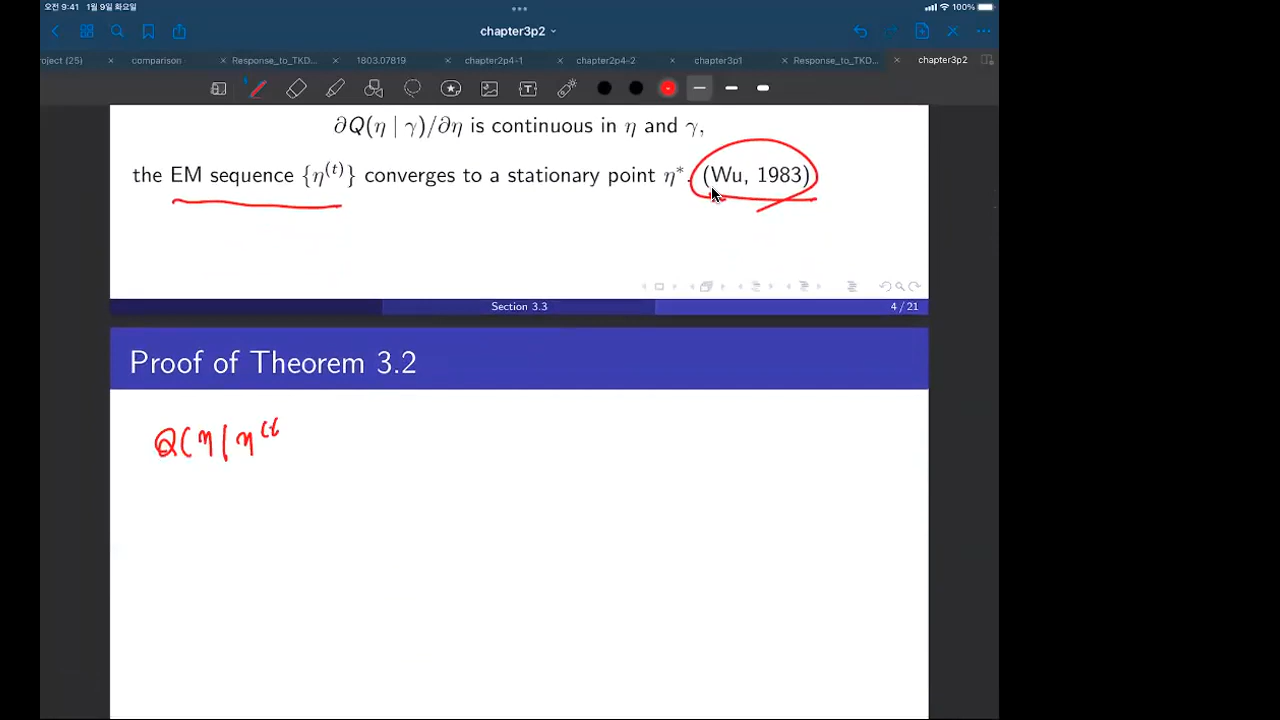 오전 9:41 1월 9일 화요일
100%
chapter3p2
roject (25) comparison Response_to_TKD... 1803.07819 chapter2p4-1 chapter2p4-2 chapter3p1 Response_to_TKD... chapter3p2
∂Q(η | γ)/∂η is continuous in η and γ,
the EM sequence {η^(t)} converges to a stationary point η*. (Wu, 1983)
Section 3.3 4 / 21
Proof of Theorem 3.2
Q(η | η^(t